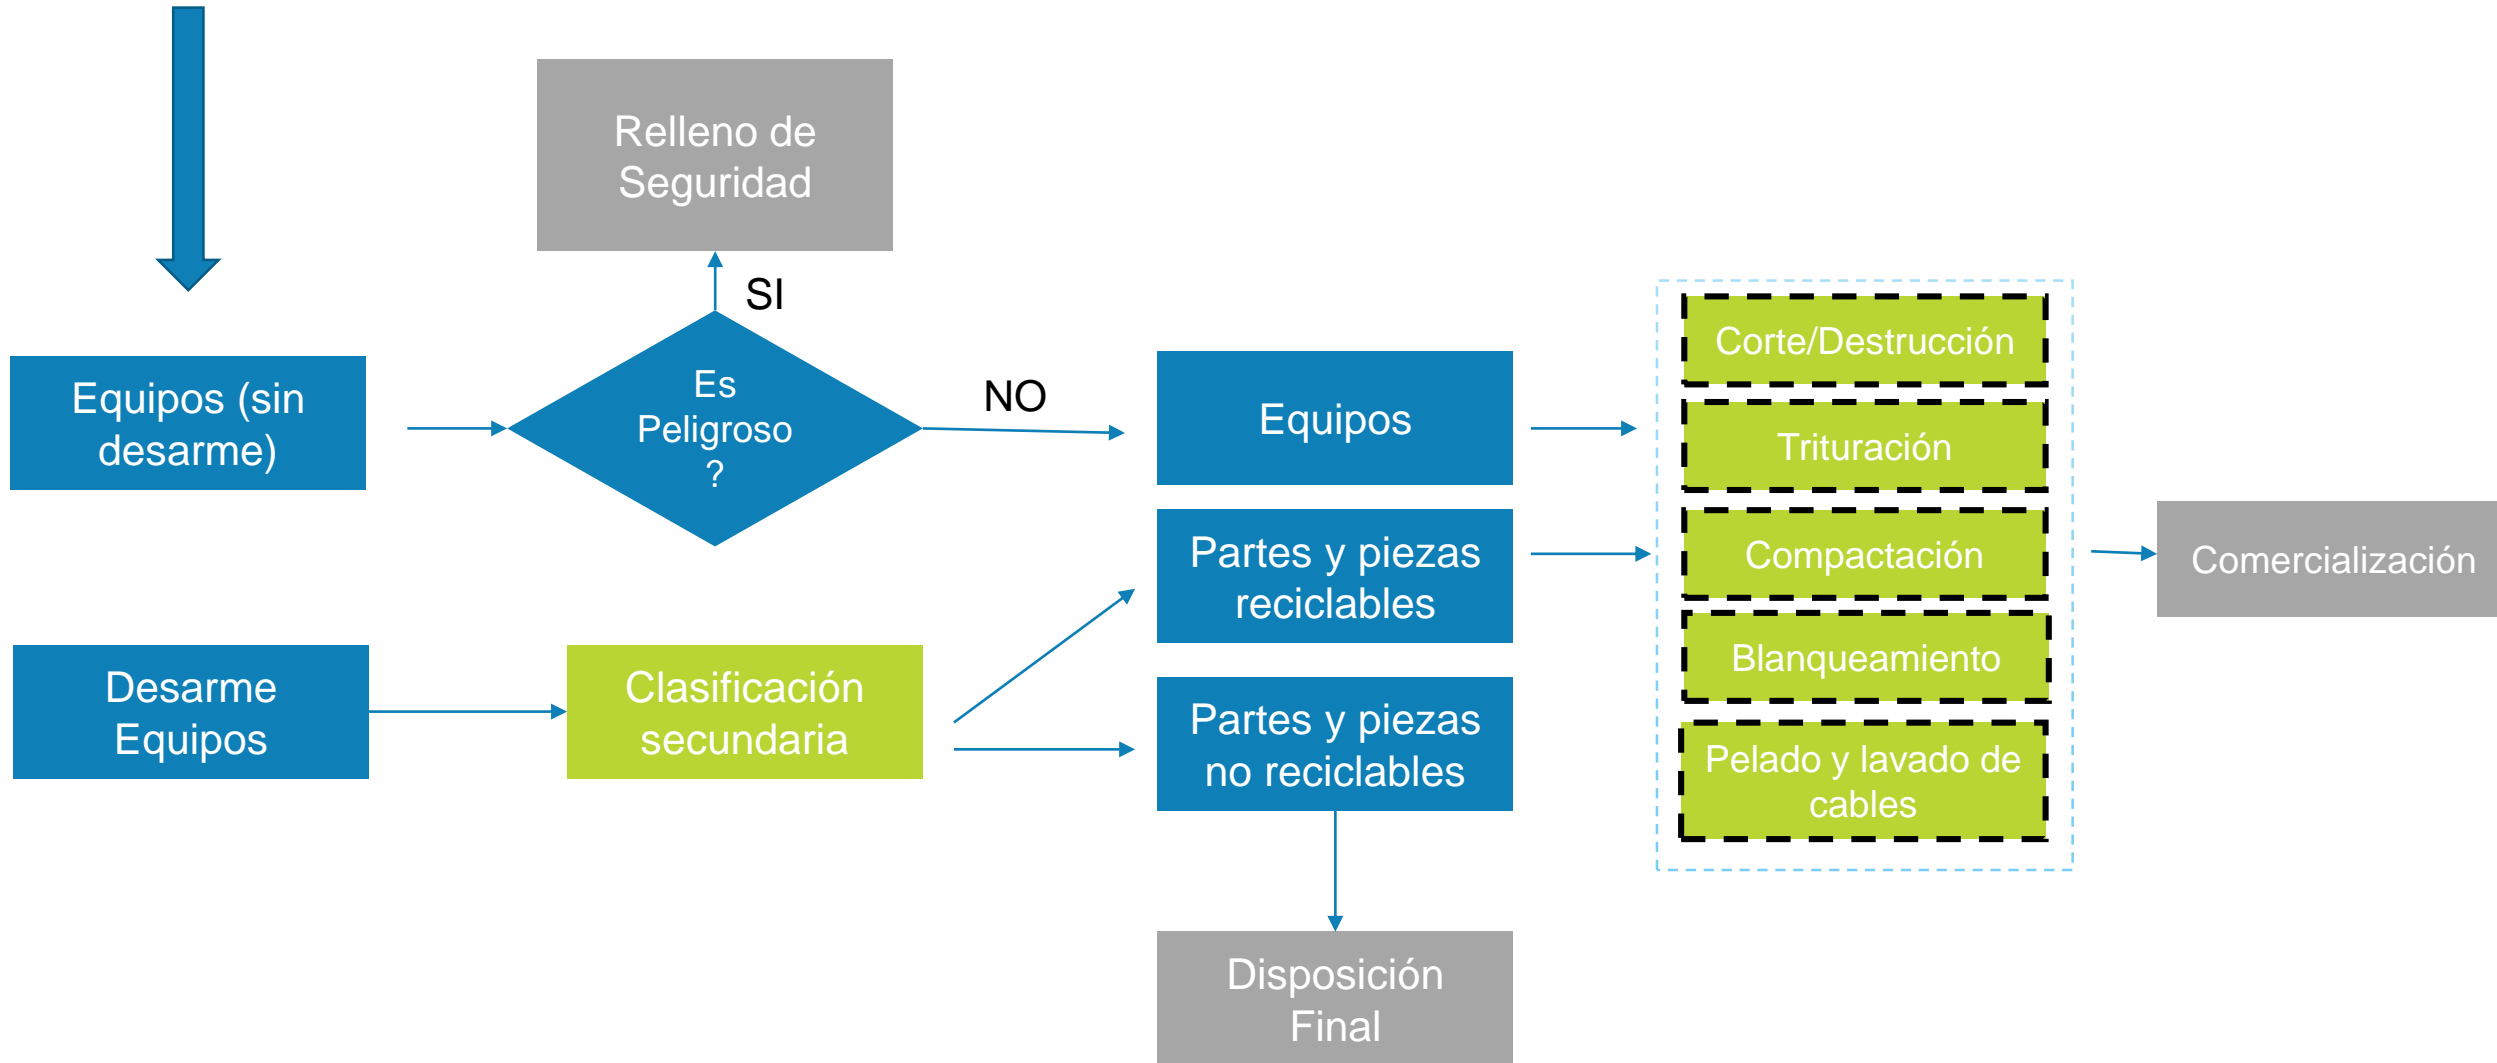 Relleno de
Seguridad
SI
Equipos (sin
desarme)
Es
Peligroso
?
NO
Equipos
Partes y piezas
reciclables
Desarme
Equipos
Clasificación
secundaria
Partes y piezas
no reciclables
Disposición
Final
Corte/Destrucción
Trituración
Compactación
Blanqueamiento
Pelado y lavado de
cables
Comercialización